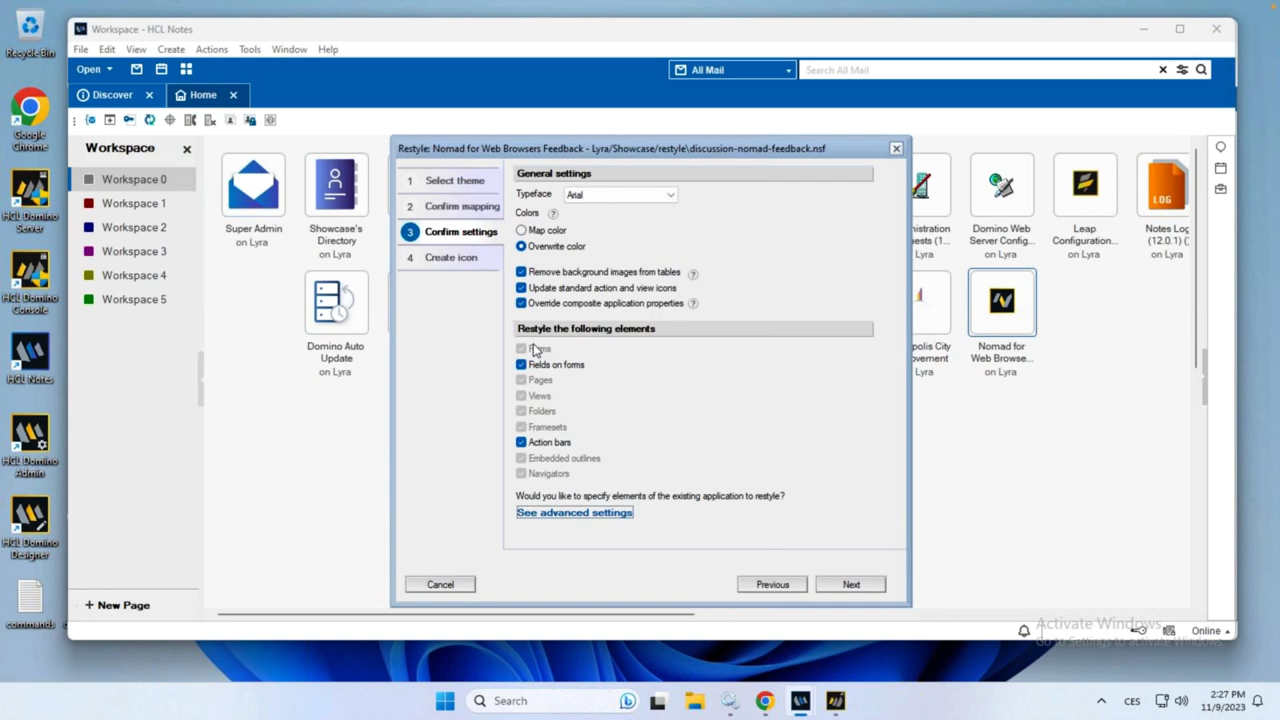 Recycle Bin
Google
Chrome
HCL Domino
Server
HCL Domino
Console
HCL Notes
HCL Domino
Admin
HCL Domino
Designer
commands
Workspace - HCL Notes
File Edit View Create Actions Tools Window Help
Open
All Mail
Search All Mail
Discover
Home
Workspace
Workspace 0
Workspace 1
Workspace 2
Workspace 3
Workspace 4
Workspace 5
+ New Page
Super Admin
on Lyra
Showcase's
Directory
on Lyra
Domino Auto
Update
on Lyra
Restyle: Nomad for Web Browsers Feedback - Lyra/Showcase/restyle\discussion-nomad-feedback.nsf
1 Select theme
2 Confirm mapping
3 Confirm settings
4 Create icon
General settings
Typeface Arial
Colors ?
Map color
Overwrite color
Remove background images from tables ?
Update standard action and view icons
Override composite application properties ?
Restyle the following elements
Fields on forms
Pages
Views
Folders
Framesets
Action bars
Embedded outlines
Navigators
Would you like to specify elements of the existing application to restyle?
See advanced settings
Cancel
Previous
Next
Domino Web
Server Config...
on Lyra
Leap
Configuration...
on Lyra
LOG
Notes Log
(12.0.1) (
on Lyra
Nomad for
Web Browse...
on Lyra
Activate Windows
Go to Settings to activate Windows.
Online
Search
CES
2:27 PM
11/9/2023